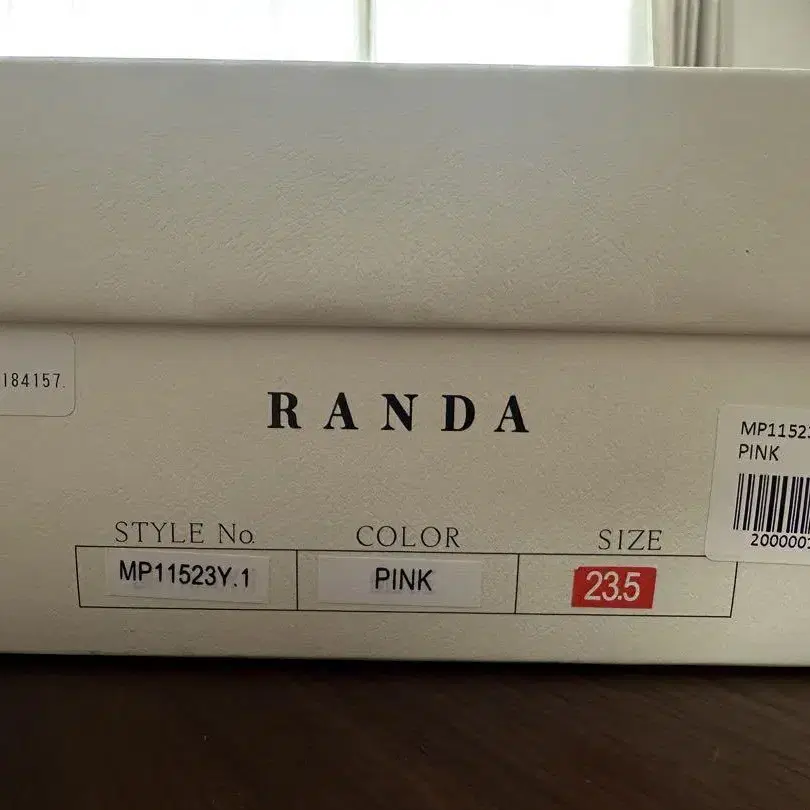 184157.
RANDA
MP11523
PINK
200000
STYLE No. COLOR SIZE
MP11523Y.1 PINK 23.5